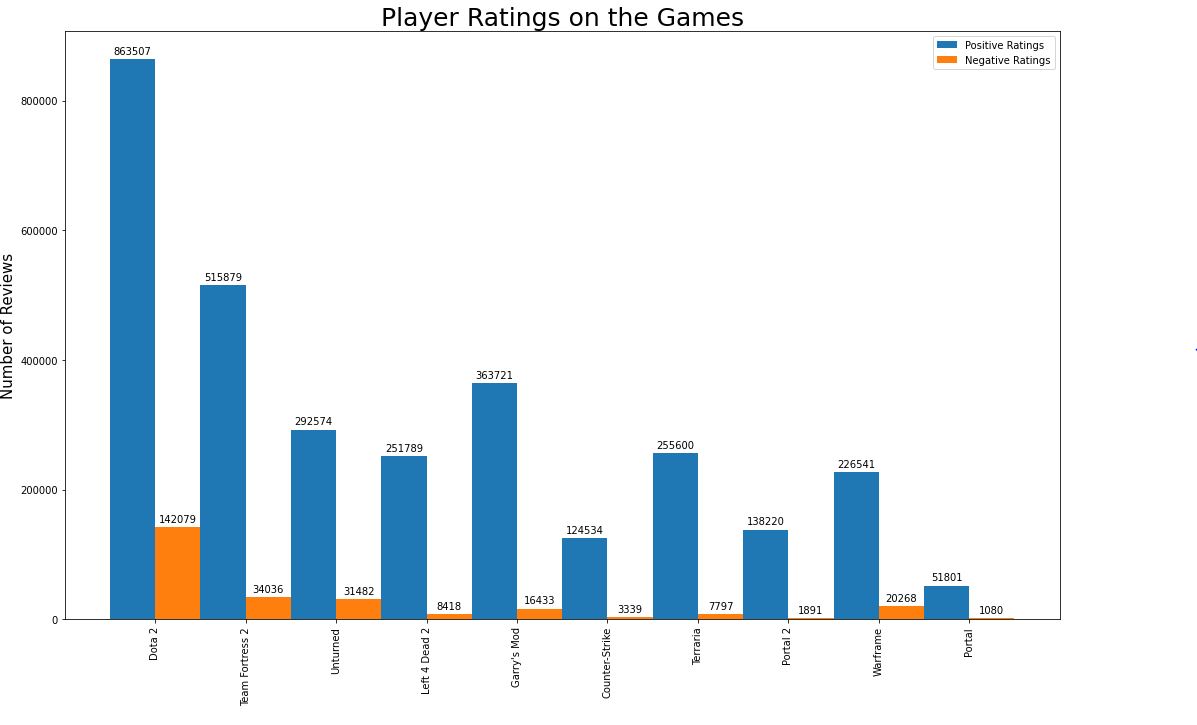 Player Ratings on the Games
Positive Ratings
Negative Ratings
Number of Reviews
800000
600000
400000
200000
0
863507
142079
515879
34036
292574
31482
251789
8418
363721
16433
124534
3339
255600
7797
138220
1891
226541
20268
51801
1080
Dota 2
Team Fortress 2
Unturned
Left 4 Dead 2
Garry's Mod
Counter-Strike
Terraria
Portal 2
Warframe
Portal